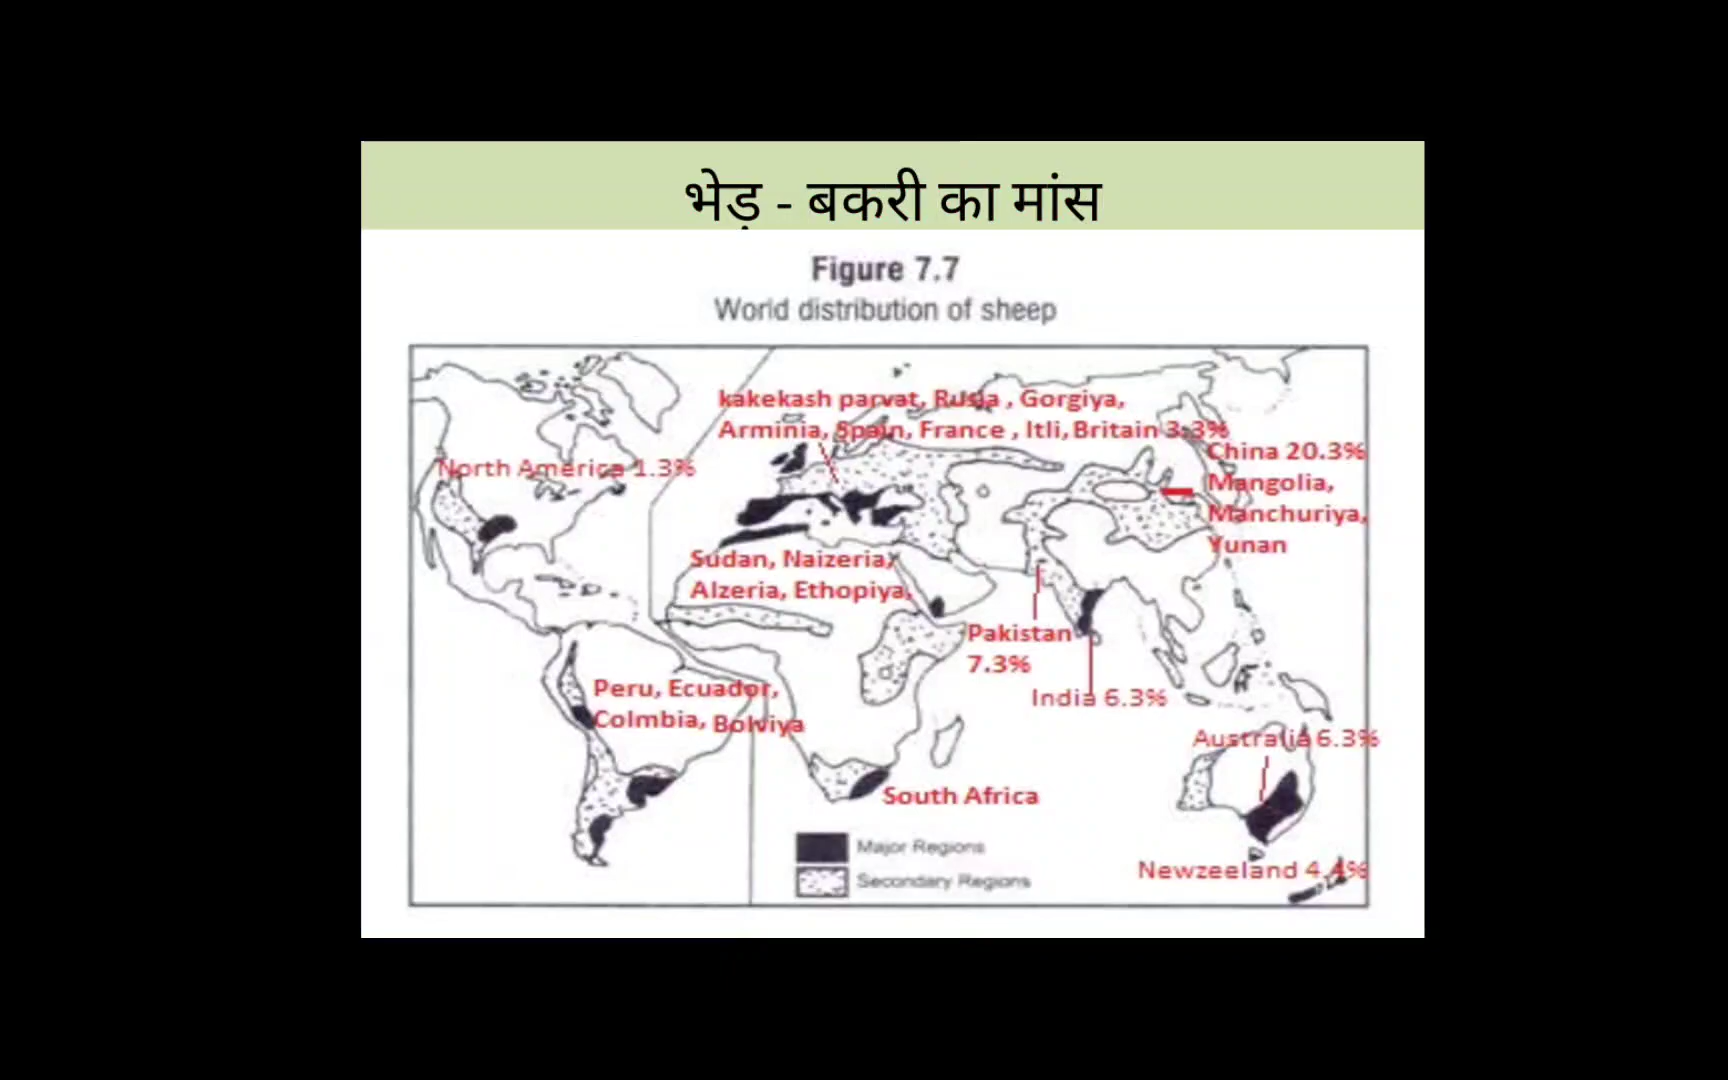 भेड़ - बकरी का मांस
Figure 7.7
World distribution of sheep
kakekash parvat, Rusia , Gorgiya,
Arminia, Spain, France , Itli, Britain 3.3%
North America 1.3%
China 20.3%
Mangolia,
Manchuriya,
Yunan
Sudan, Naizeria,
Alzeria, Ethopiya,
Pakistan
7.3%
India 6.3%
Peru, Ecuador,
Colmbia, Bolviya
Australia 6.3%
South Africa
Major Regions
Secondary Regions
Newzeeland 4.4%